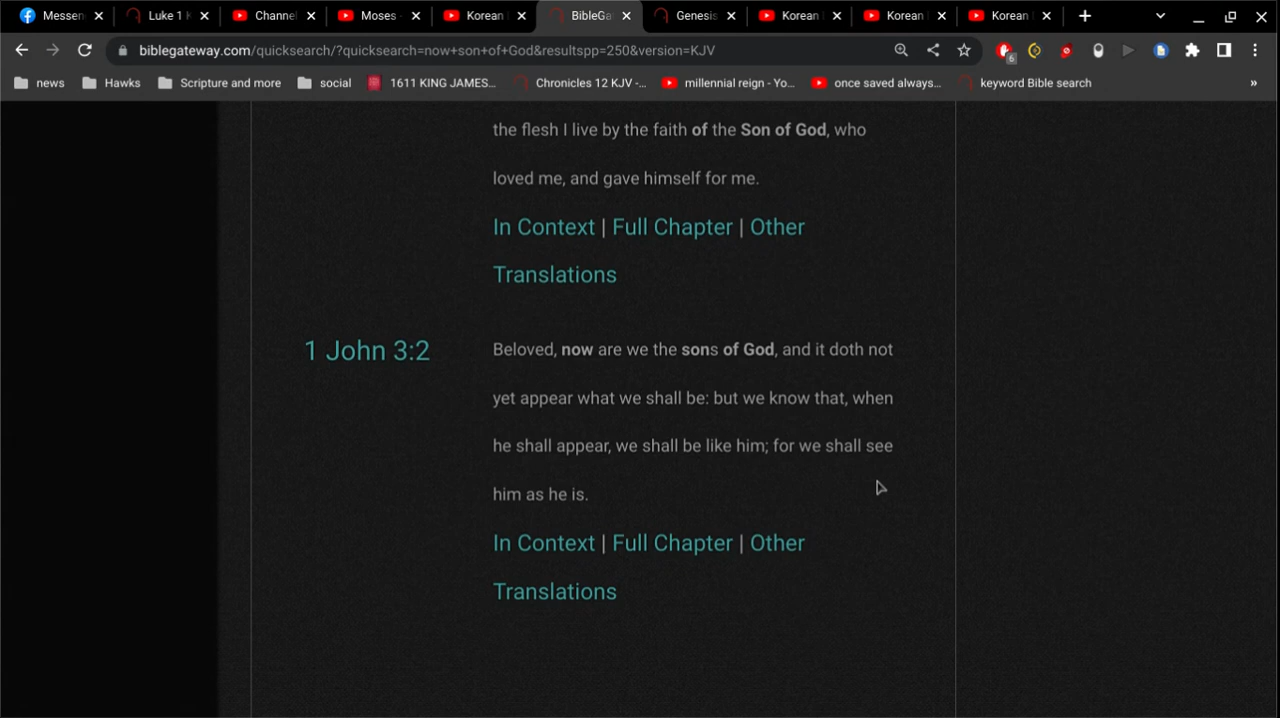 Messen
Luke 1 K
Channel
Moses -
Korean
BibleGa
Genesis
Korean
Korean
Korean
biblegateway.com/quicksearch/?quicksearch=now+son+of+God&resultspp=250&version=KJV
6
news
Hawks
Scripture and more
social
1611 KING JAMES...
Chronicles 12 KJV -...
millennial reign - Yo...
once saved always...
keyword Bible search
»
the flesh I live by the faith of the Son of God, who
loved me, and gave himself for me.
In Context | Full Chapter | Other
Translations
1 John 3:2
Beloved, now are we the sons of God, and it doth not
yet appear what we shall be: but we know that, when
he shall appear, we shall be like him; for we shall see
him as he is.
In Context | Full Chapter | Other
Translations